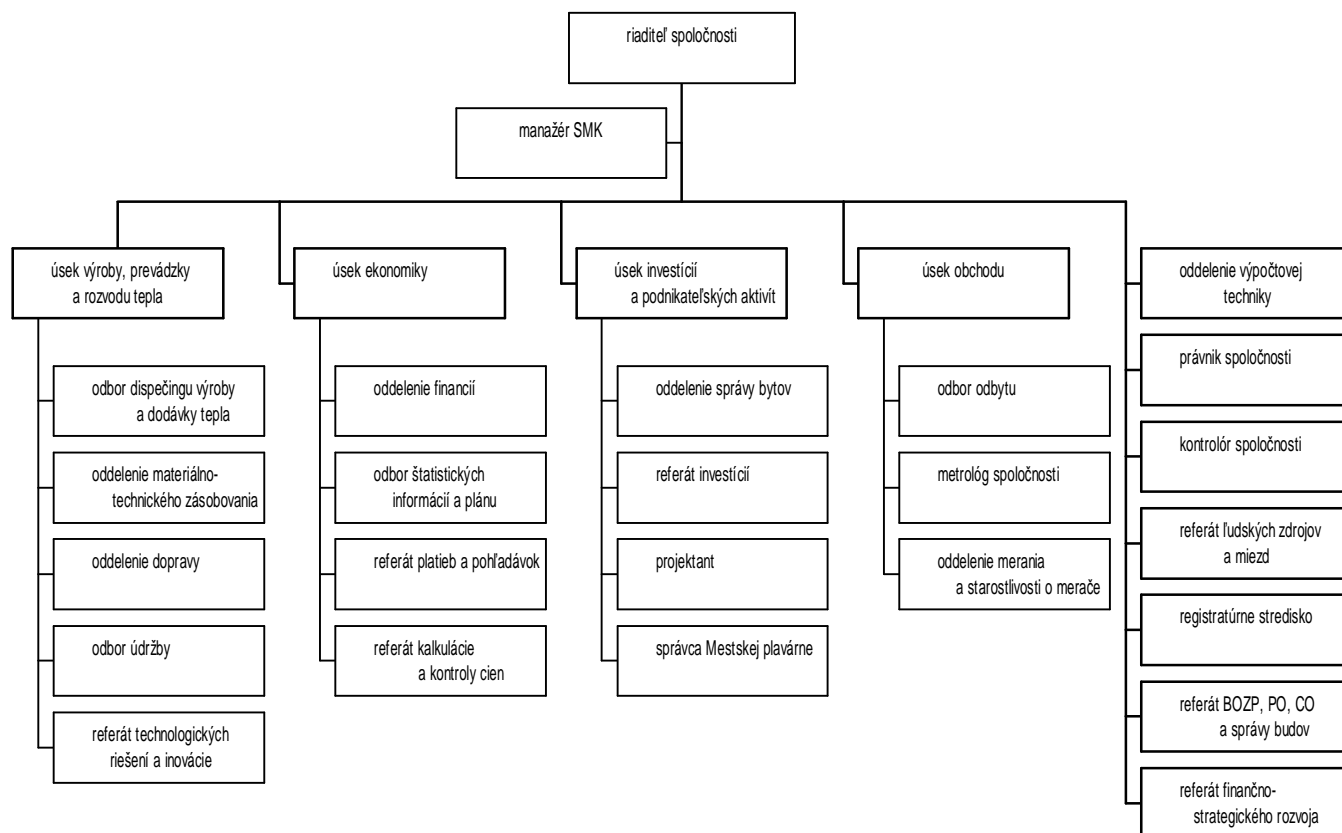 riaditeľ spoločnosti
manažér SMK
úsek výroby, prevádzky
a rozvodu tepla
úsek ekonomiky
úsek investícií
a podnikateľských aktivít
úsek obchodu
oddelenie výpočtovej
techniky
odbor dispečingu výroby
a dodávky tepla
oddelenie materiálno-
technického zásobovania
oddelenie dopravy
odbor údržby
referát technologických
riešení a inovácie
oddelenie financií
odbor štatistických
informácií a plánu
referát platieb a pohľadávok
referát kalkulácie
a kontroly cien
oddelenie správy bytov
referát investícií
projektant
správca Mestskej plavárne
odbor odbytu
metrológ spoločnosti
oddelenie merania
a starostlivosti o merače
právnik spoločnosti
kontrolór spoločnosti
referát ľudských zdrojov
a miezd
registratúrne stredisko
referát BOZP, PO, CO
a správy budov
referát finančno-
strategického rozvoja